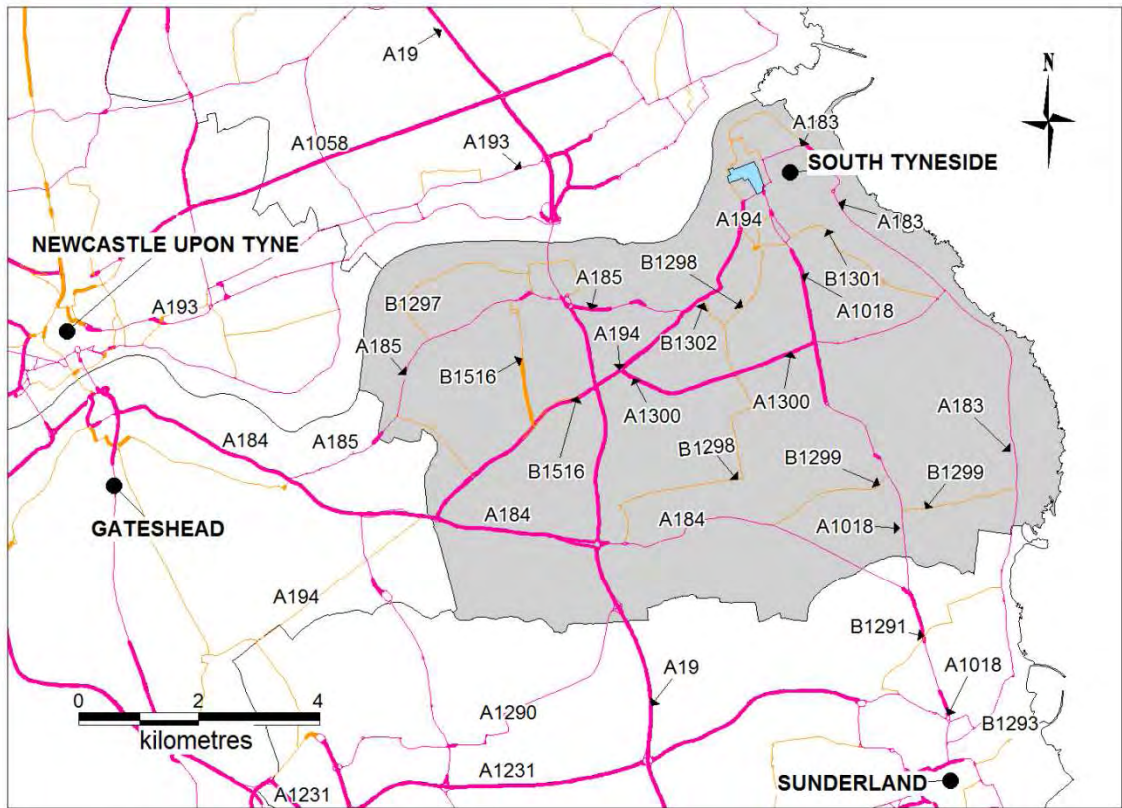 A19
N
A183
A1058
A193
SOUTH TYNESIDE
A194
A183
NEWCASTLE UPON TYNE
B1298
B1301
A185
A193
B1297
A1018
A194
B1302
A185
B1516
A1300
A1300
A183
A184
A185
B1298
B1299
B1299
B1516
A184
A184
A1018
GATESHEAD
A194
B1291
0 2 4
kilometres
A19
A1018
A1290
B1293
A1231
SUNDERLAND
A1231